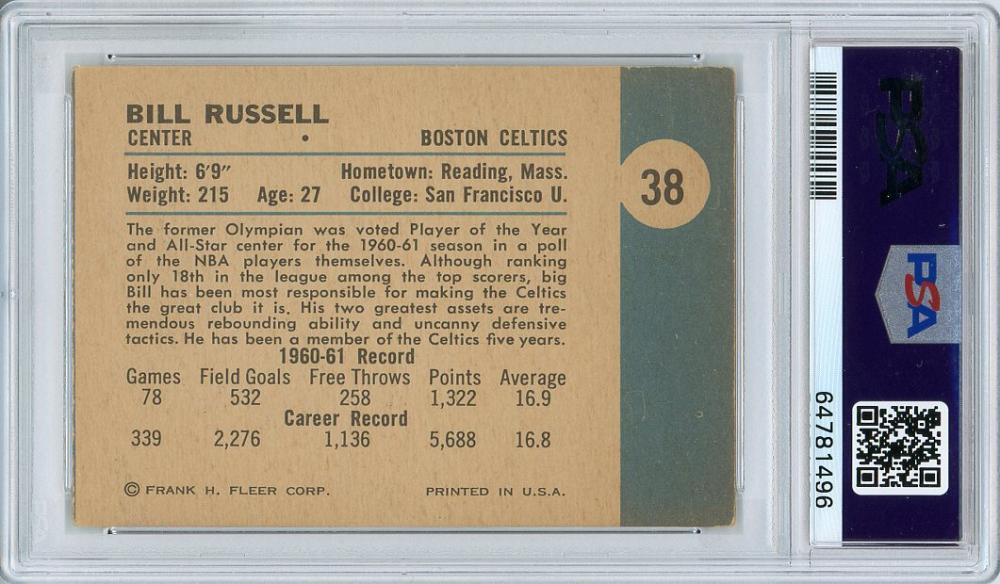 BILL RUSSELL
CENTER • BOSTON CELTICS
Height: 6'9" Hometown: Reading, Mass.
Weight: 215 Age: 27 College: San Francisco U.
38
The former Olympian was voted Player of the Year
and All-Star center for the 1960-61 season in a poll
of the NBA players themselves. Although ranking
only 18th in the league among the top scorers, big
Bill has been most responsible for making the Celtics
the great club it is. His two greatest assets are tre-
mendous rebounding ability and uncanny defensive
tactics. He has been a member of the Celtics five years.
1960-61 Record
Games Field Goals Free Throws Points Average
78 532 258 1,322 16.9
Career Record
339 2,276 1,136 5,688 16.8
© FRANK H. FLEER CORP. PRINTED IN U.S.A.
PSA
PSA
64781496